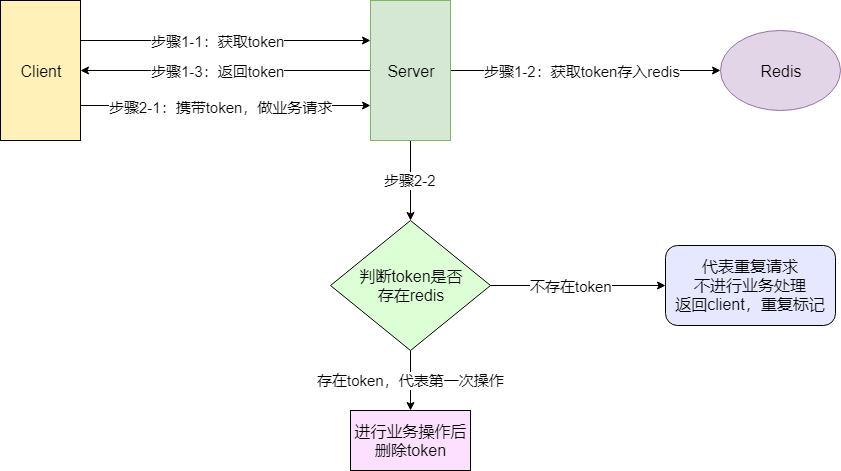 Client
步骤1-1：获取token
步骤1-3：返回token
步骤2-1：携带token，做业务请求
Server
步骤1-2：获取token存入redis
Redis
步骤2-2
判断token是否
存在redis
不存在token
代表重复请求
不进行业务处理
返回client，重复标记
存在token，代表第一次操作
进行业务操作后
删除token